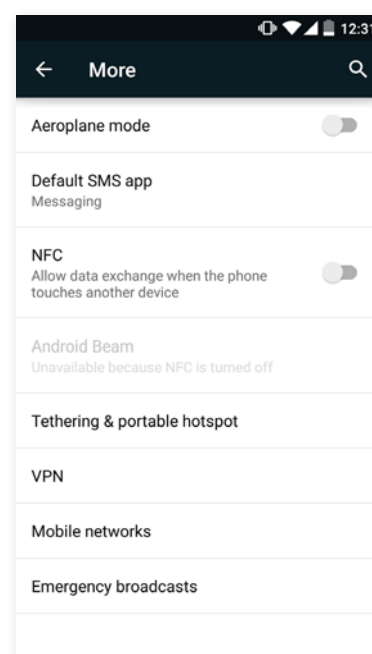 12:31
More
Aeroplane mode
Default SMS app
Messaging
NFC
Allow data exchange when the phone
touches another device
Android Beam
Unavailable because NFC is turned off
Tethering & portable hotspot
VPN
Mobile networks
Emergency broadcasts